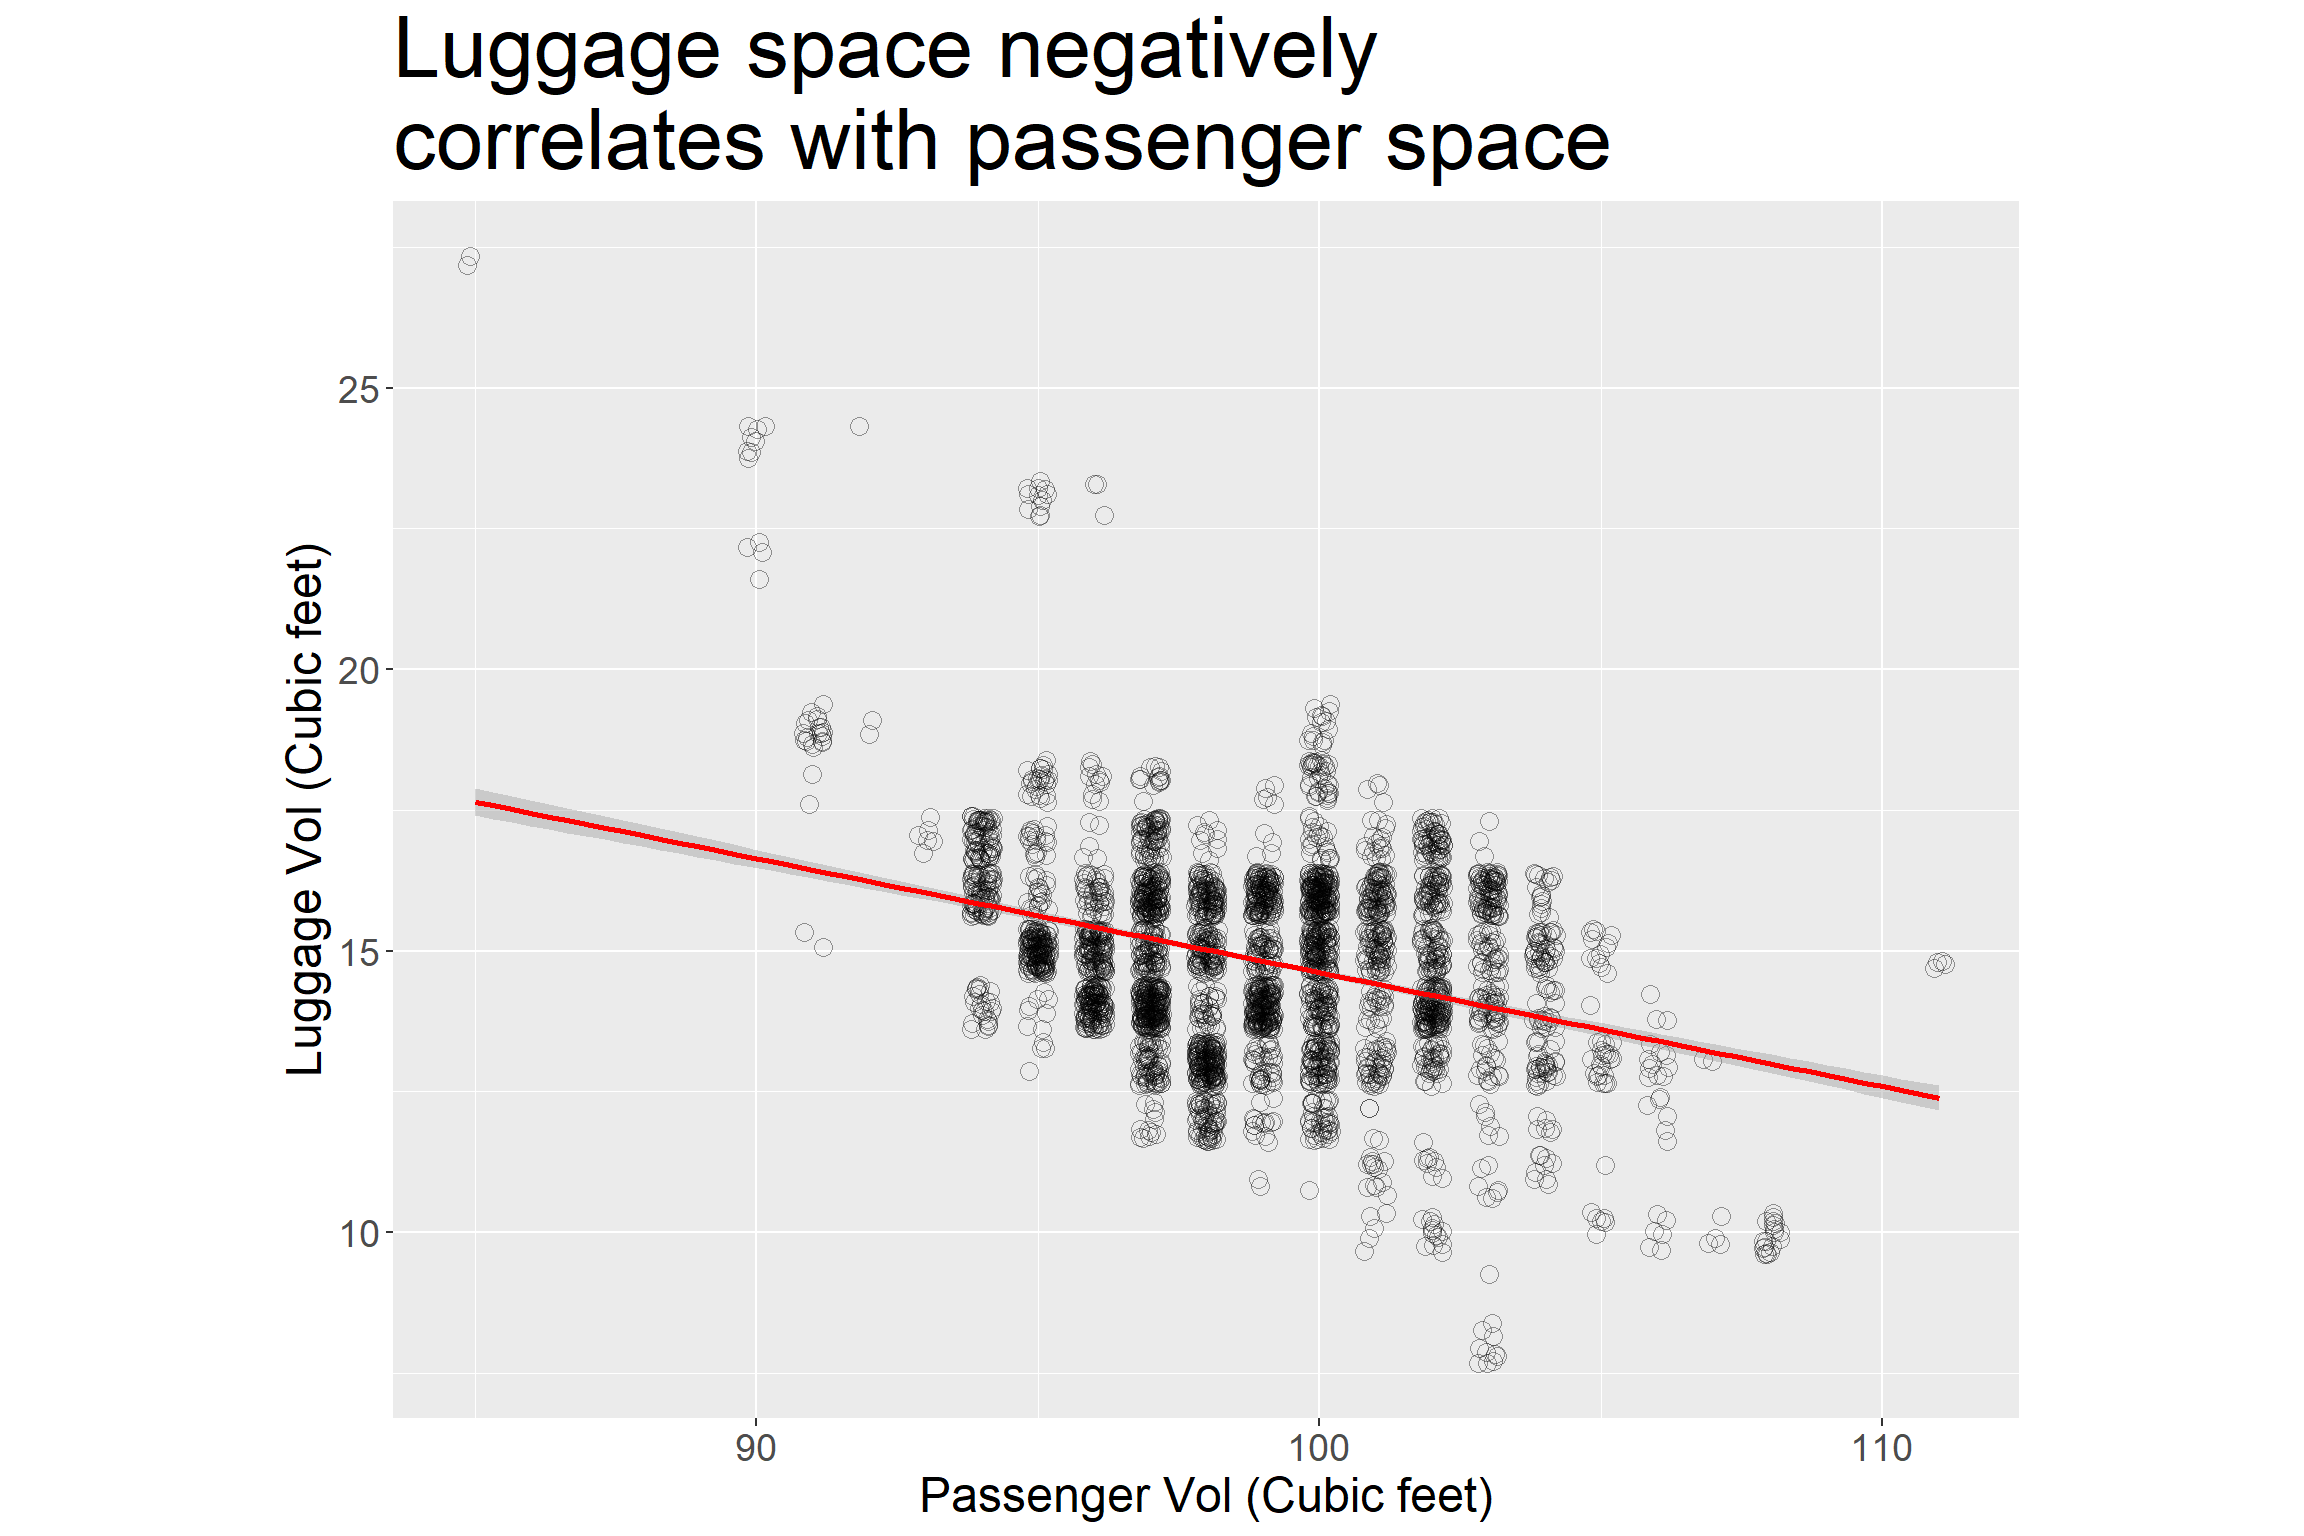 Luggage space negatively
correlates with passenger space
Luggage Vol (Cubic feet)
25
20
15
10
90
100
110
Passenger Vol (Cubic feet)